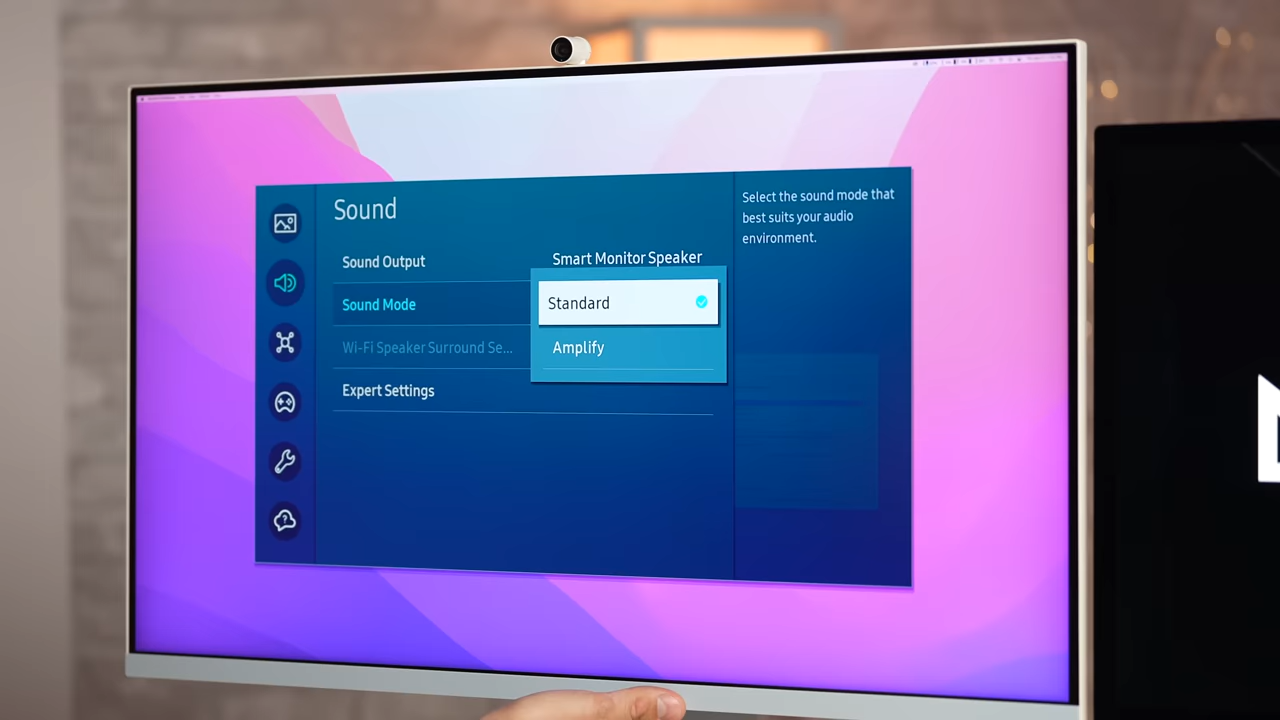 Sound
Sound Output
Smart Monitor Speaker
Sound Mode
Standard
Wi-Fi Speaker Surround Se...
Amplify
Expert Settings
Select the sound mode that
best suits your audio
environment.